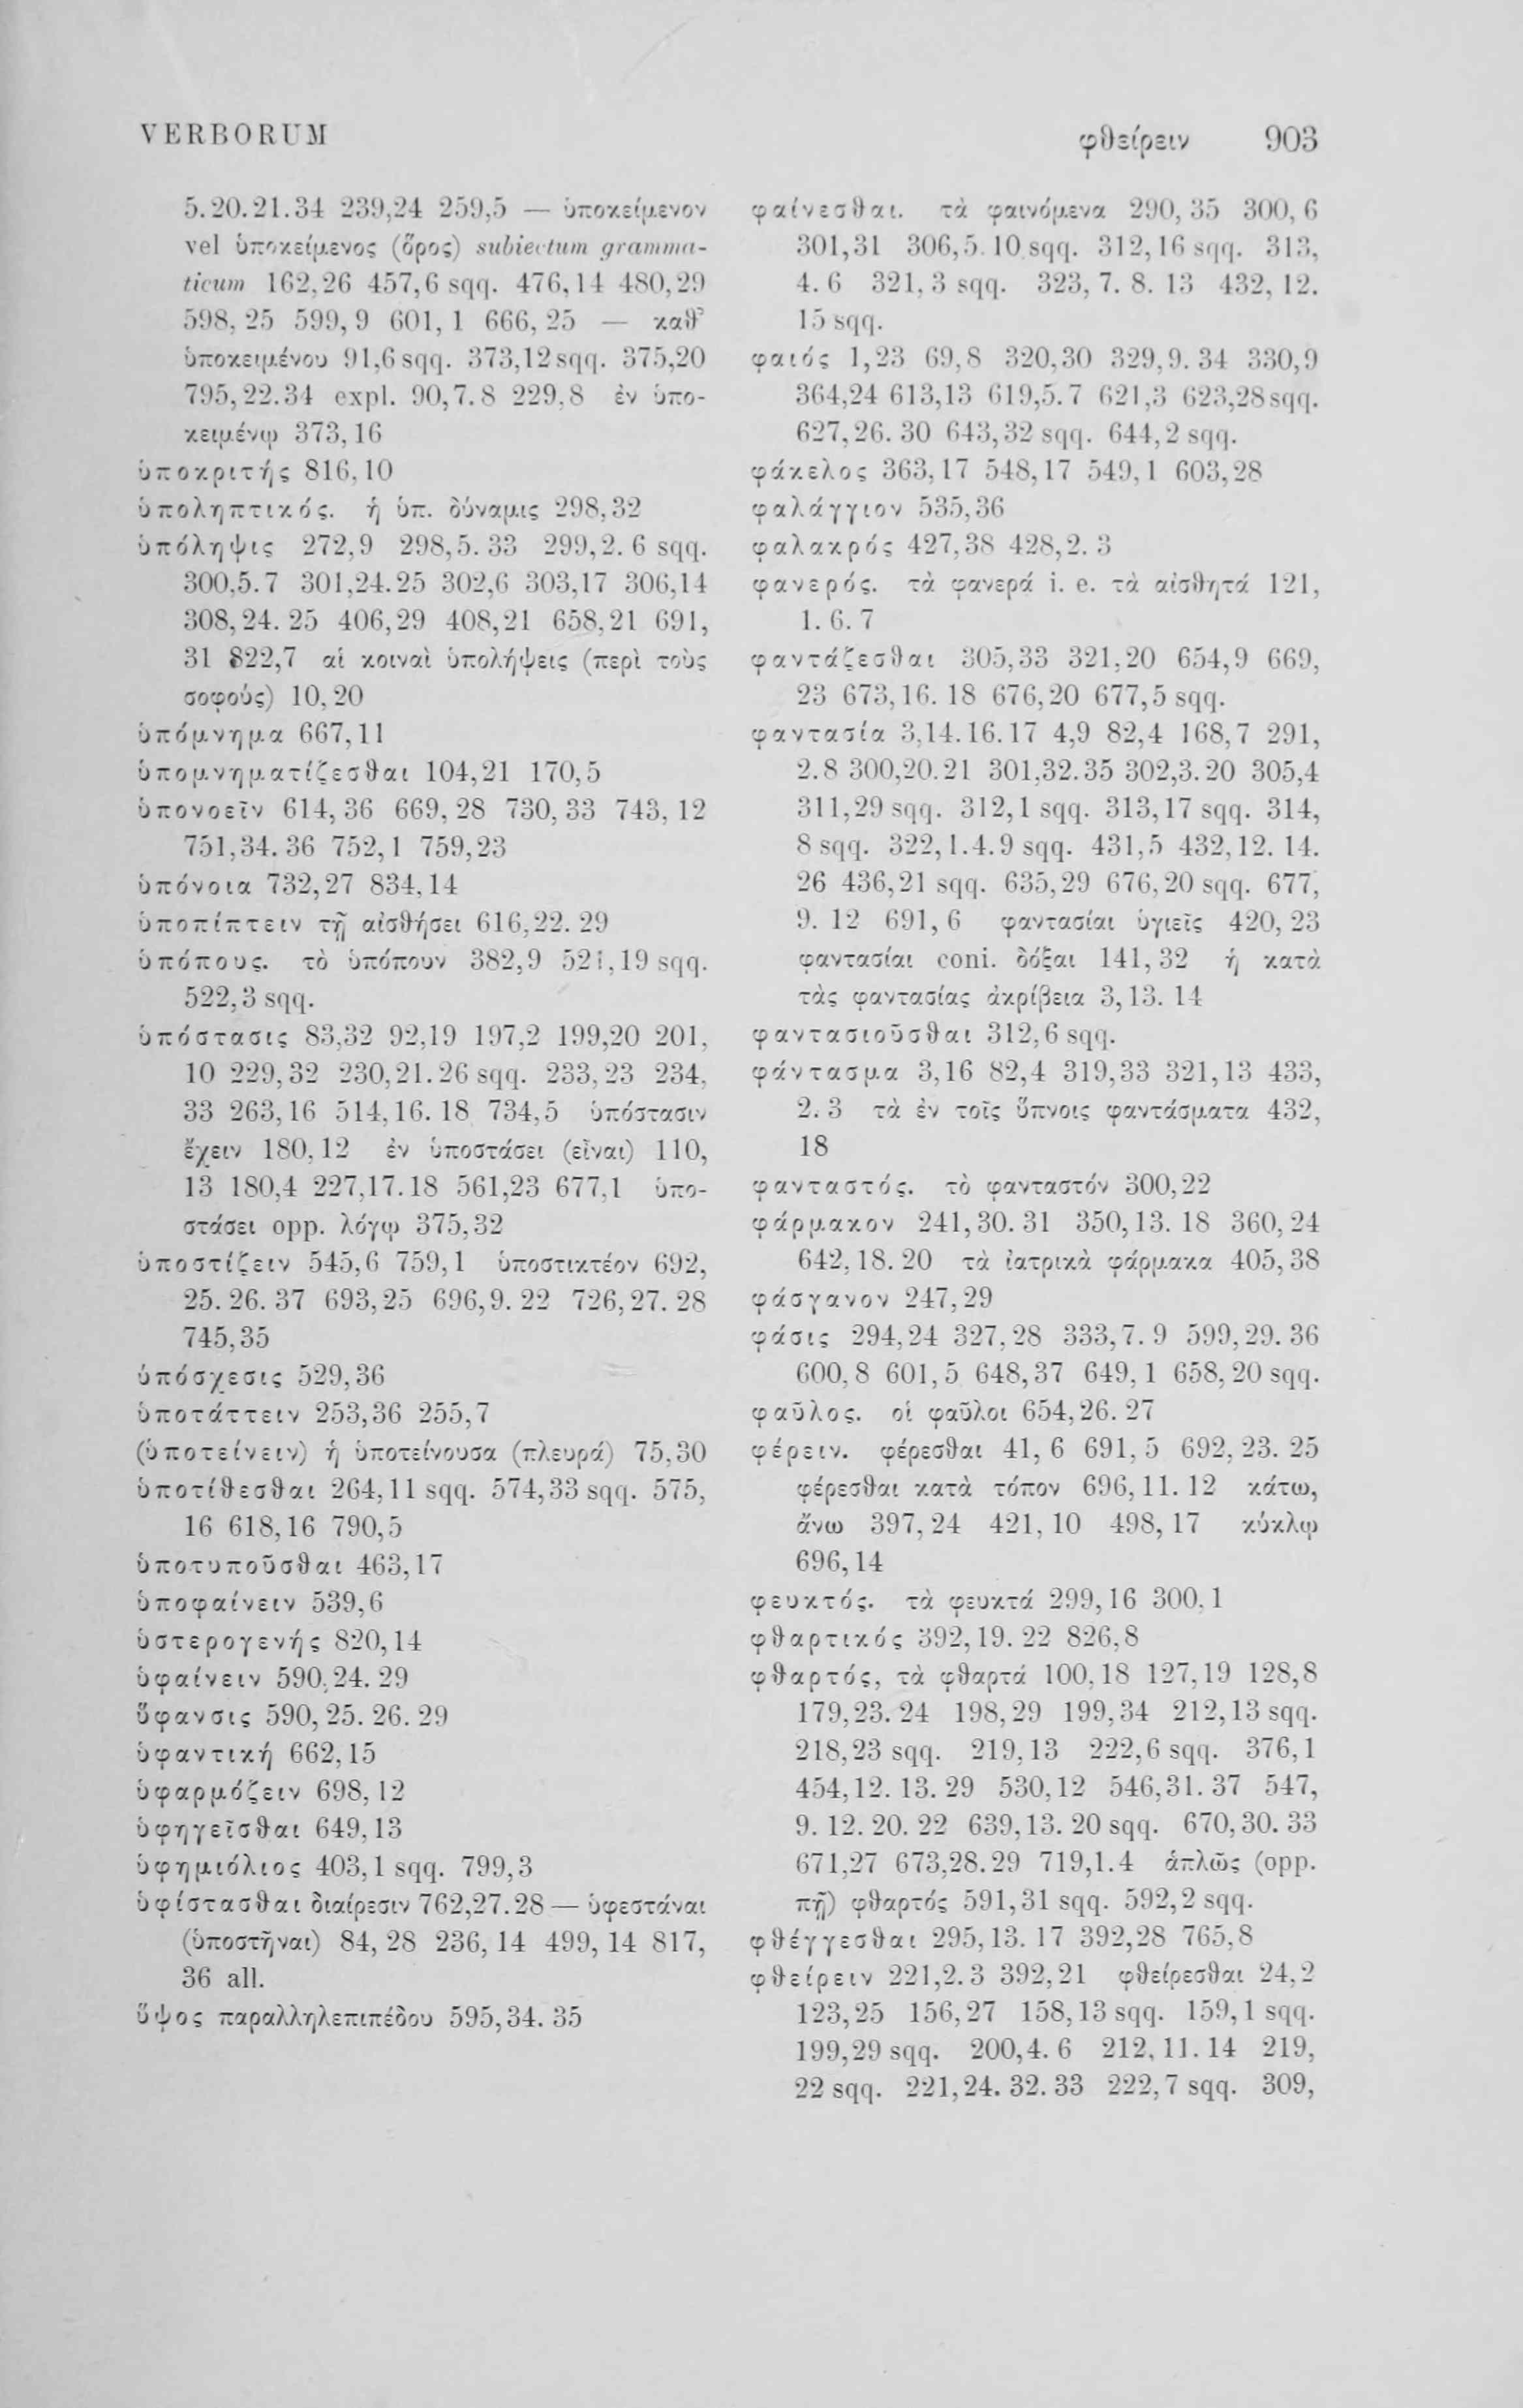 VERBORUM
φθείρειν 903
5.20.21.34 239,24 259,5 — ὑποκείμενον
vel ὑποκείμενος (ὅρος) subiectum gramma-
ticum 162,26 457,6 sqq. 476,14 480,29
598, 25 599, 9 601, 1 666, 25 — καθ’
ὑποκειμένου 91,6 sqq. 373,12 sqq. 375,20
795,22.34 expl. 90,7.8 229,8 ἐν ὑπο-
κειμένῳ 373,16
ὑποκριτής 816,10
ὑποληπτικός. ἡ ὑπ. δύναμις 298,32
ὑπόληψις 272,9 298,5. 33 299,2. 6 sqq.
300,5.7 301,24.25 302,6 303,17 306,14
308,24. 25 406,29 408,21 658,21 691,
31 822,7 αἱ κοιναὶ ὑπολήψεις (περὶ τοὺς
σοφούς) 10,20
ὑπόμνημα 667,11
ὑπομνηματίζεσθαι 104,21 170,5
ὑπονοεῖν 614, 36 669, 28 730, 33 743, 12
751,34. 36 752,1 759,23
ὑπόνοια 732,27 834,14
ὑποπίπτειν τῇ αἰσθήσει 616,22. 29
ὑπόπους. τὸ ὑπόπουν 382,9 521,19 sqq.
522,3 sqq.
ὑπόστασις 83,32 92,19 197,2 199,20 201,
10 229,32 230,21.26 sqq. 233,23 234,
33 263,16 514,16. 18 734,5 ὑπόστασιν
ἔχειν 180,12 ἐν ὑποστάσει (εἶναι) 110,
13 180,4 227,17.18 561,23 677,1 ὑπο-
στάσει opp. λόγῳ 375,32
ὑποστίζειν 545,6 759,1 ὑποστικτέον 692,
25. 26. 37 693,25 696,9. 22 726,27. 28
745,35
ὑπόσχεσις 529,36
ὑποτάττειν 253,36 255,7
(ὑποτείνειν) ἡ ὑποτείνουσα (πλευρά) 75,30
ὑποτίθεσθαι 264,11 sqq. 574,33 sqq. 575,
16 618,16 790,5
ὑποτυποῦσθαι 463,17
ὑποφαίνειν 539,6
ὑστερογενής 820,14
ὑφαίνειν 590,24. 29
ὕφανσις 590, 25. 26. 29
ὑφαντική 662,15
ὑφαρμόζειν 698, 12
ὑφηγεῖσθαι 649,13
ὑφημιόλιος 403,1 sqq. 799,3
ὑφίστασθαι διαίρεσιν 762,27.28 — ὑφεστάναι
(ὑποστῆναι) 84, 28 236, 14 499, 14 817,
36 all.
ὕψος παραλληλεπιπέδου 595,34. 35
φαίνεσθαι. τὰ φαινόμενα 290, 35 300, 6
301,31 306,5. 10 sqq. 312,16 sqq. 313,
4. 6 321, 3 sqq. 323, 7. 8. 13 432, 12.
15 sqq.
φαιός 1,23 69,8 320,30 329,9. 34 330,9
364,24 613,13 619,5.7 621,3 623,28 sqq.
627,26. 30 643,32 sqq. 644,2 sqq.
φάκελος 363,17 548,17 549,1 603,28
φαλάγγιον 535,36
φαλακρός 427,38 428,2. 3
φανερός. τὰ φανερά i. e. τὰ αἰσθητά 121,
1. 6. 7
φαντάζεσθαι 305,33 321,20 654,9 669,
23 673,16. 18 676,20 677,5 sqq.
φαντασία 3,14.16.17 4,9 82,4 168,7 291,
2.8 300,20.21 301,32.35 302,3.20 305,4
311,29 sqq. 312,1 sqq. 313,17 sqq. 314,
8 sqq. 322,1.4.9 sqq. 431,5 432,12. 14.
26 436,21 sqq. 635,29 676,20 sqq. 677,
9. 12 691, 6 φαντασίαι ὑγιεῖς 420, 23
φαντασίαι coni. δόξαι 141,32 ἡ κατὰ
τὰς φαντασίας ἀκρίβεια 3,13. 14
φαντασιοῦσθαι 312,6 sqq.
φάντασμα 3,16 82,4 319,33 321,13 433,
2. 3 τὰ ἐν τοῖς ὕπνοις φαντάσματα 432,
18
φανταστός. τὸ φανταστόν 300,22
φάρμακον 241,30. 31 350,13. 18 360,24
642,18. 20 τὰ ἰατρικὰ φάρμακα 405,38
φάσγανον 247,29
φάσις 294,24 327,28 333,7. 9 599,29. 36
600,8 601,5 648,37 649,1 658,20 sqq.
φαῦλος. οἱ φαῦλοι 654,26. 27
φέρειν. φέρεσθαι 41, 6 691, 5 692, 23. 25
φέρεσθαι κατὰ τόπον 696,11. 12 κάτω,
ἄνω 397, 24 421, 10 498, 17 κύκλῳ
696,14
φευκτός. τὰ φευκτά 299,16 300,1
φθαρτικός 392,19. 22 826,8
φθαρτός, τὰ φθαρτά 100,18 127,19 128,8
179,23. 24 198,29 199,34 212,13 sqq.
218,23 sqq. 219,13 222,6 sqq. 376,1
454,12. 13. 29 530,12 546,31. 37 547,
9. 12. 20. 22 639,13. 20 sqq. 670,30. 33
671,27 673,28.29 719,1.4 ἁπλῶς (opp.
πῇ) φθαρτός 591,31 sqq. 592,2 sqq.
φθέγγεσθαι 295,13. 17 392,28 765,8
φθείρειν 221,2.3 392,21 φθείρεσθαι 24,2
123,25 156,27 158,13 sqq. 159,1 sqq.
199,29 sqq. 200,4. 6 212,11. 14 219,
22 sqq. 221,24. 32. 33 222,7 sqq. 309,